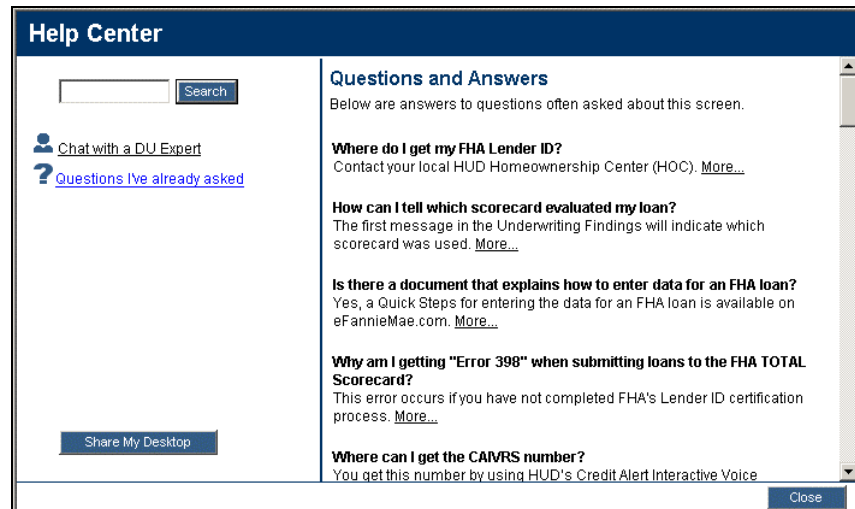 Help Center
Search
Chat with a DU Expert
? Questions I've already asked
Share My Desktop
Questions and Answers
Below are answers to questions often asked about this screen.
Where do I get my FHA Lender ID?
Contact your local HUD Homeownership Center (HOC). More...
How can I tell which scorecard evaluated my loan?
The first message in the Underwriting Findings will indicate which
scorecard was used. More...
Is there a document that explains how to enter data for an FHA loan?
Yes, a Quick Steps for entering the data for an FHA loan is available on
eFannieMae.com. More...
Why am I getting "Error 398" when submitting loans to the FHA TOTAL
Scorecard?
This error occurs if you have not completed FHA's Lender ID certification
process. More...
Where can I get the CAIVRS number?
You get this number by using HUD's Credit Alert Interactive Voice
Close